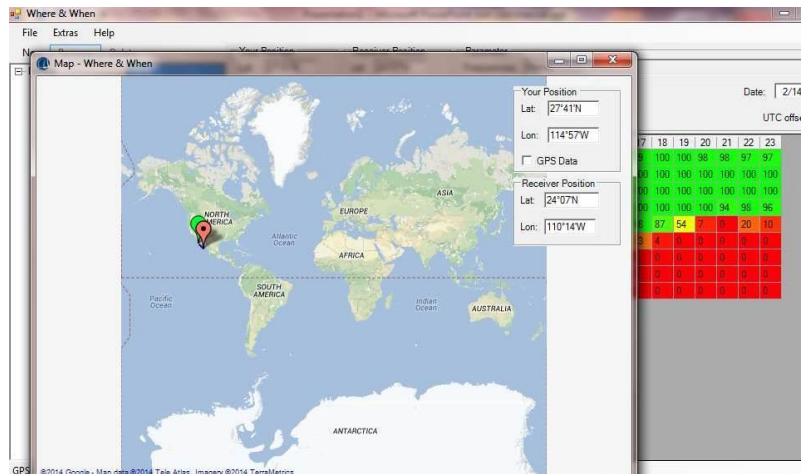 Where & When
File Extras Help
Your Position Receiver Position Parameter
Map - Where & When
Your Position
Lat: 27°41'N
Lon: 114°57'W
GPS Data
Receiver Position
Lat: 24°07'N
Lon: 110°14'W
Date: 2/14
UTC offse
18 19 20 21 22 23
100 100 98 98 97 97
100 100 100 100 100 100
100 100 100 100 100 100
100 100 100 94 98 96
87 54 7 0 20 10
3 4 0 0 0 0 0
0 0 0 0 0 0
0 0 0 0 0 0
0 0 0 0 0 0
NORTH
AMERICA
EUROPE
ASIA
Atlantic
Ocean
AFRICA
SOUTH
AMERICA
Pacific
Ocean
Indian
Ocean
AUSTRALIA
ANTARCTICA
GPS
©2014 Google - Map data ©2014 Tele Atlas, Imagery ©2014 TerraMetrics